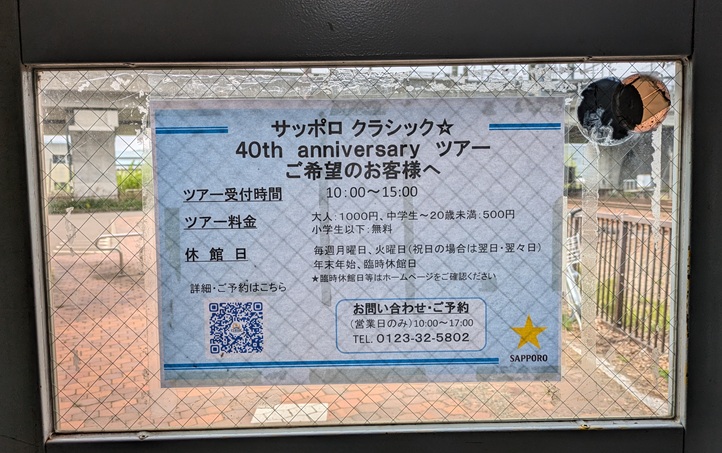 サッポロ クラシック☆
40th anniversary ツアー
ご希望のお客様へ
ツアー受付時間 10:00～15:00
ツアー料金 大人:1000円、中学生～20歳未満:500円
小学生以下:無料
休館日 毎週月曜日、火曜日(祝日の場合は翌日・翌々日)
年末年始、臨時休館日
★臨時休館日等はホームページをご確認ください
詳細・ご予約はこちら
お問い合わせ・ご予約
(営業日のみ)10:00～17:00
TEL.0123-32-5802
SAPPORO